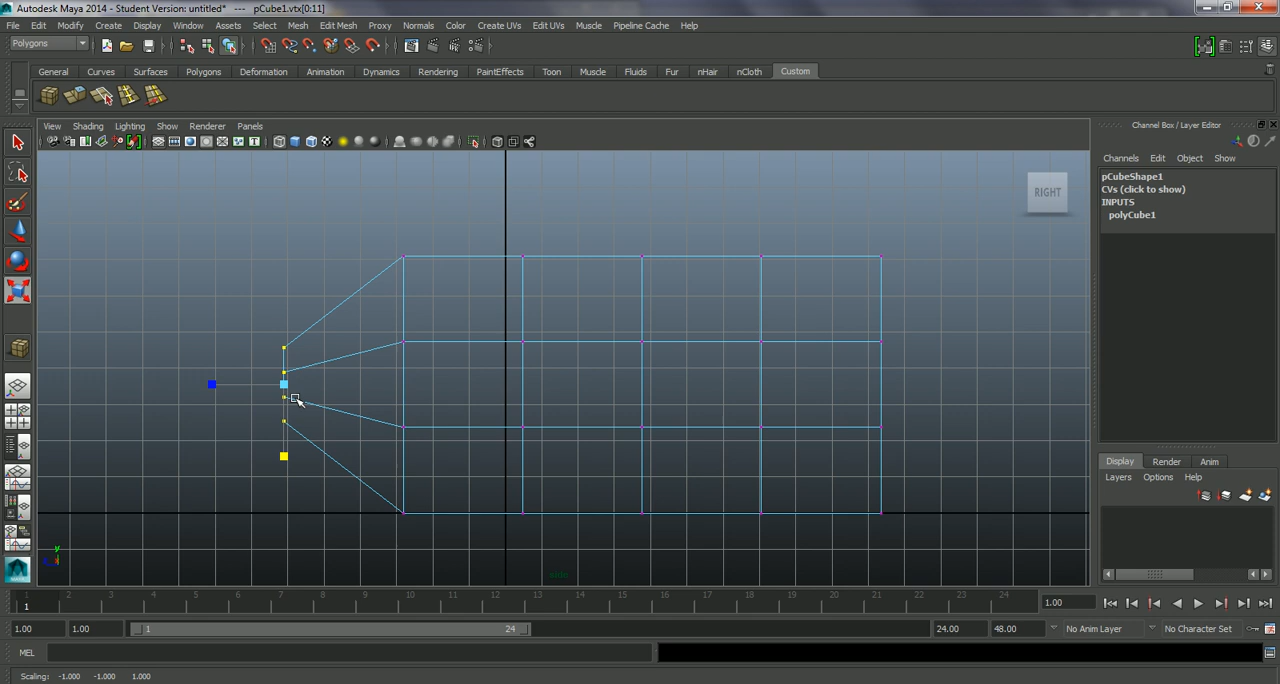 Autodesk Maya 2014 - Student Version: untitled* --- pCube1.vtx[0:11]
File Edit Modify Create Display Window Assets Select Mesh Edit Mesh Proxy Normals Color Create UVs Edit UVs Muscle Pipeline Cache Help
Polygons
General Curves Surfaces Polygons Deformation Animation Dynamics Rendering PaintEffects Toon Muscle Fluids Fur nHair nCloth Custom
View Shading Lighting Show Renderer Panels
Channel Box / Layer Editor
Channels Edit Object Show
pCubeShape1
CVs (click to show)
INPUTS
polyCube1
RIGHT
Display Render Anim
Layers Options Help
y
side
1 2 3 4 5 6 7 8 9 10 11 12 13 14 15 16 17 18 19 20 21 22 23 24
1
1.00
1.00 1.00 1 24 24.00 48.00 No Anim Layer No Character Set
MEL
Scaling: -1.000 -1.000 1.000